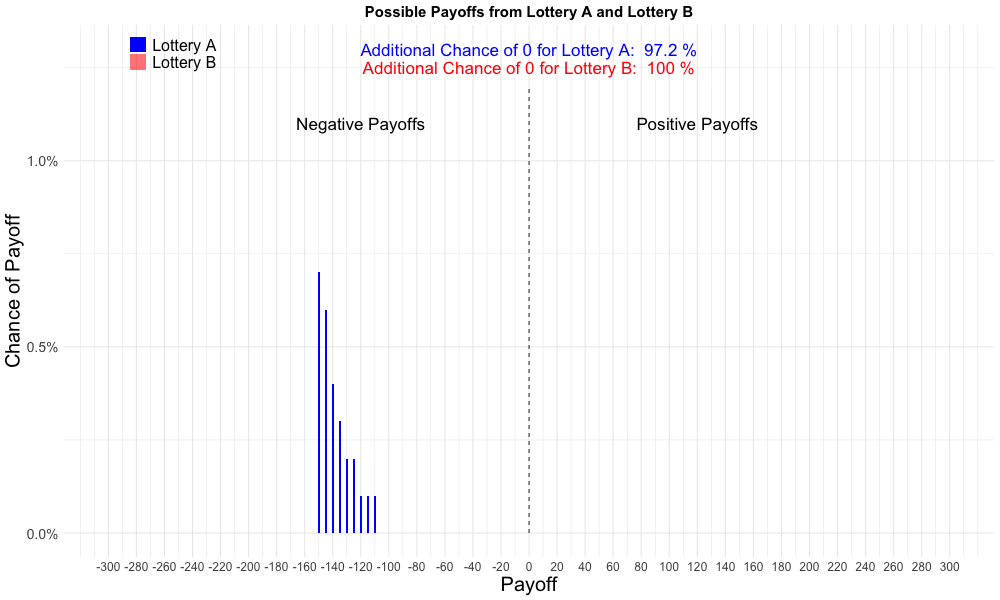 Possible Payoffs from Lottery A and Lottery B
Lottery A
Lottery B
Additional Chance of 0 for Lottery A:  97.2 %
Additional Chance of 0 for Lottery B:  100 %
Negative Payoffs
Positive Payoffs
Chance of Payoff
1.0%
0.5%
0.0%
-300 -280 -260 -240 -220 -200 -180 -160 -140 -120 -100 -80 -60 -40 -20 0 20 40 60 80 100 120 140 160 180 200 220 240 260 280 300
Payoff